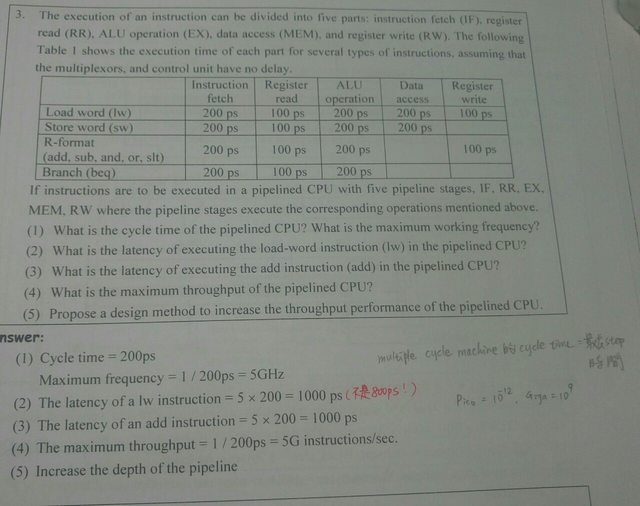 3. The execution of an instruction can be divided into five parts: instruction fetch (IF), register
read (RR), ALU operation (EX), data access (MEM), and register write (RW). The following
Table 1 shows the execution time of each part for several types of instructions, assuming that
the multiplexors, and control unit have no delay.
Instruction fetch Register read ALU operation Data access Register write
Load word (lw) 200 ps 100 ps 200 ps 200 ps 100 ps
Store word (sw) 200 ps 100 ps 200 ps 200 ps
R-format (add, sub, and, or, slt) 200 ps 100 ps 200 ps 100 ps
Branch (beq) 200 ps 100 ps 200 ps
If instructions are to be executed in a pipelined CPU with five pipeline stages, IF, RR, EX,
MEM, RW where the pipeline stages execute the corresponding operations mentioned above.
(1) What is the cycle time of the pipelined CPU? What is the maximum working frequency?
(2) What is the latency of executing the load-word instruction (lw) in the pipelined CPU?
(3) What is the latency of executing the add instruction (add) in the pipelined CPU?
(4) What is the maximum throughput of the pipelined CPU?
(5) Propose a design method to increase the throughput performance of the pipelined CPU.
nswer:
(1) Cycle time = 200ps
multiple cycle machine 的 cycle time = 最長 step
時間
Maximum frequency = 1 / 200ps = 5GHz
(2) The latency of a lw instruction = 5 × 200 = 1000 ps (不是 800ps!)
Pico = 10^-12, Giga = 10^9
(3) The latency of an add instruction = 5 × 200 = 1000 ps
(4) The maximum throughput = 1 / 200ps = 5G instructions/sec.
(5) Increase the depth of the pipeline